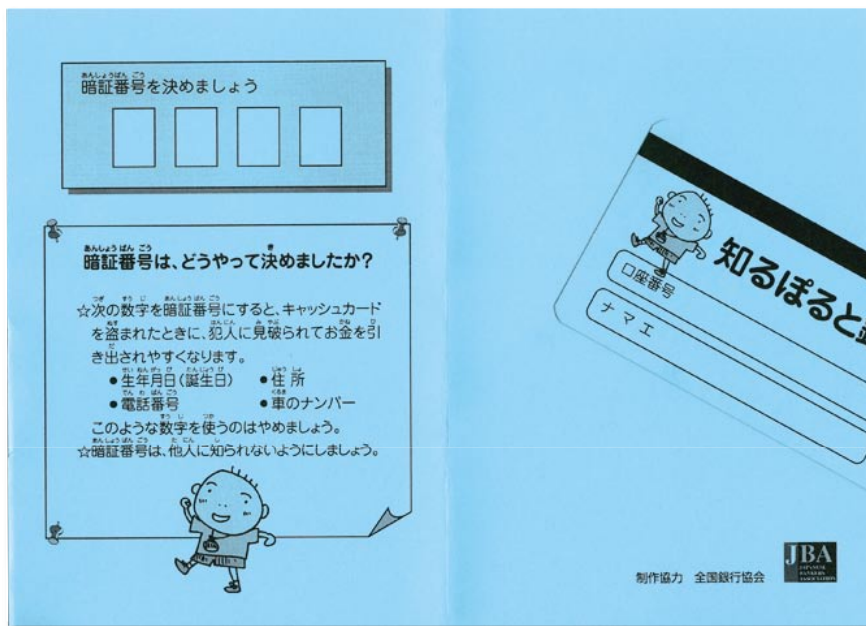 暗証番号を決めましょう
暗証番号は、どうやって決めましたか?
☆次の数字を暗証番号にすると、キャッシュカード
を盗まれたときに、犯人に見破られてお金を引
き出されやすくなります。
●生年月日(誕生日) ●住所
●電話番号 ●車のナンバー
このような数字を使うのはやめましょう。
☆暗証番号は、他人に知られないようにしましょう。
知るぽると
口座番号
ナマエ
制作協力 全国銀行協会
JBA
JAPANESE
BANKERS
ASSOCIATION